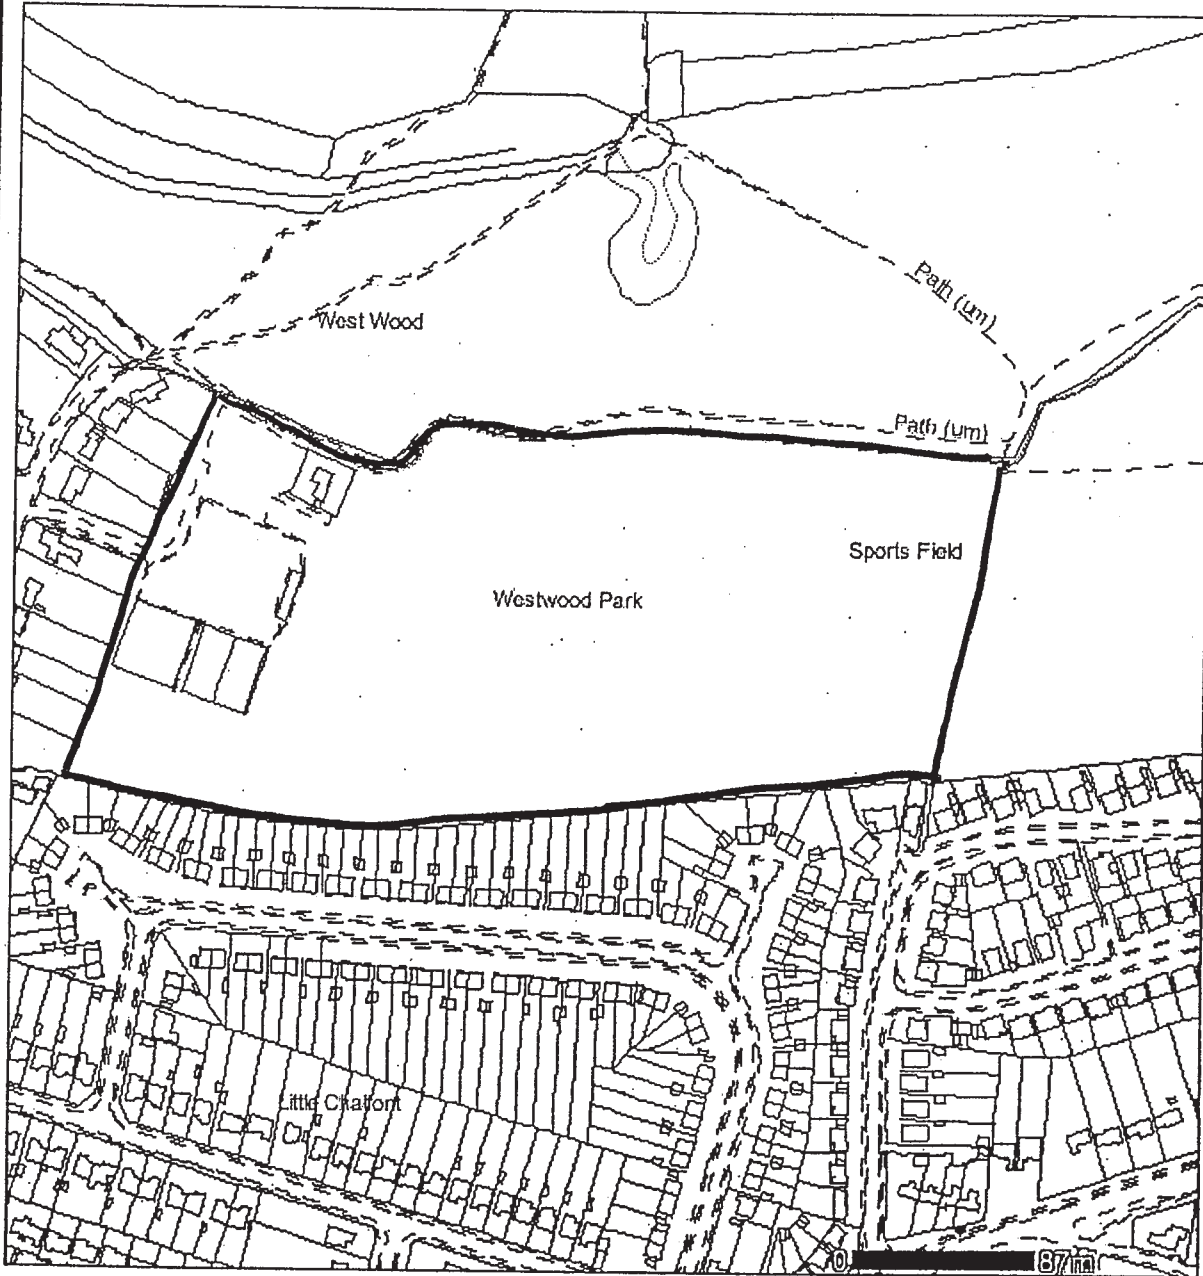 Path (um)
West Wood
Path (um)
Sports Field
Westwood Park
Little Chalfont
0 87m